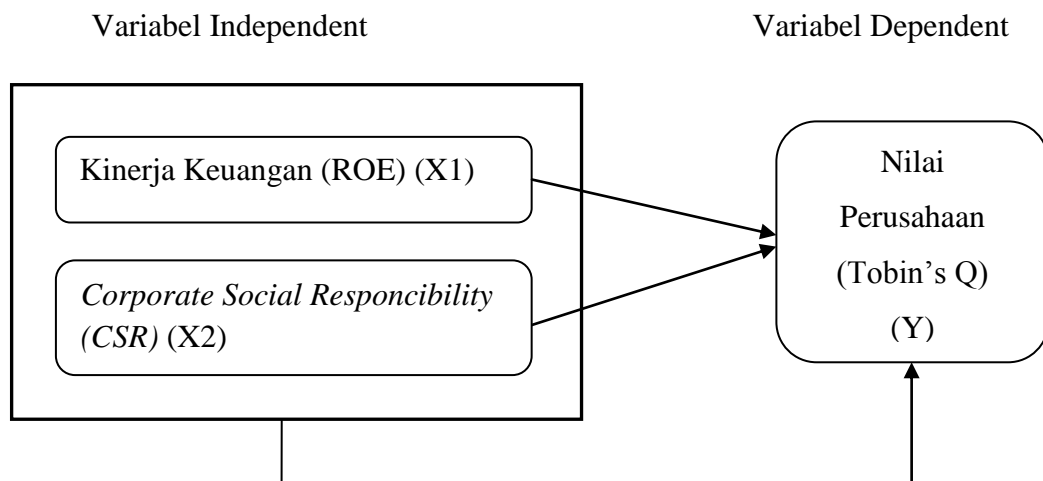 Variabel Independent
Variabel Dependent
Kinerja Keuangan (ROE) (X1)
Corporate Social Responcibility
(CSR) (X2)
Nilai
Perusahaan
(Tobin’s Q)
(Y)